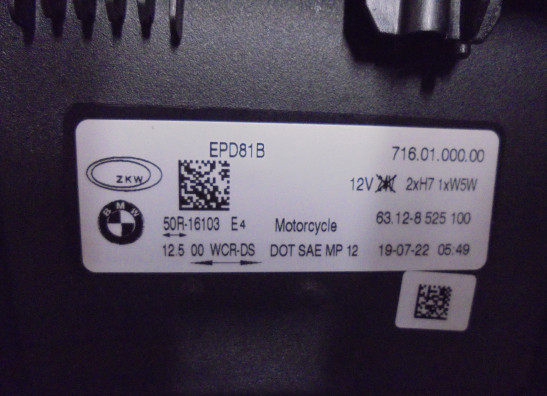 EPD81B 716.01.000.00
ZKW 12V 2xH7 1xW5W
BMW 50R-16103 E4 Motorcycle 63.12-8 525 100
12.5 00 WCR-DS DOT SAE MP 12 19-07-22 05:49